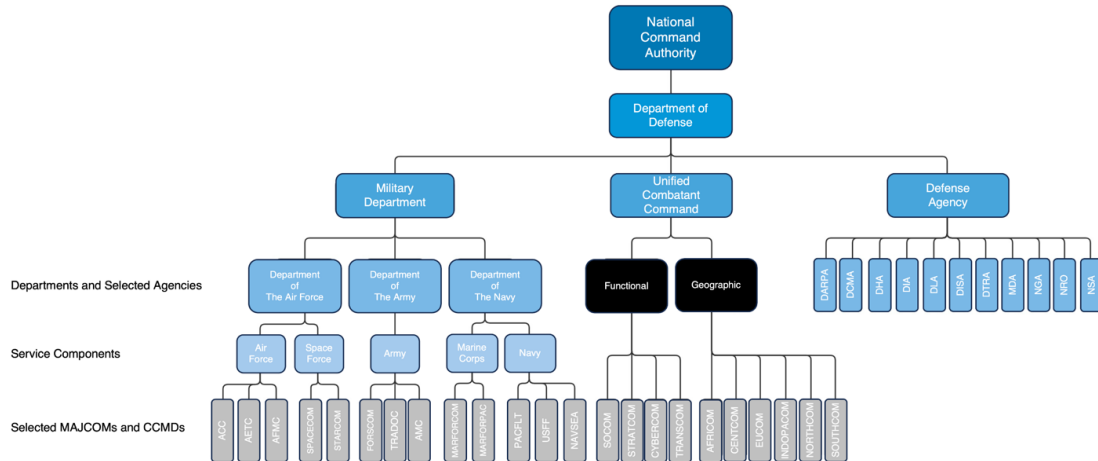 National
Command
Authority
Department of
Defense
Military
Department
Unified
Combatant
Command
Defense
Agency
Departments and Selected Agencies
Department
of
The Air Force
Department
of
The Army
Department
of
The Navy
Functional
Geographic
DARPA
DCMA
DHA
DIA
DLA
DISA
DTRA
MDA
NGA
NRO
NSA
Service Components
Air
Force
Space
Force
Army
Marine
Corps
Navy
Selected MAJCOMs and CCMDs
ACC
AETC
AFMC
SPACECOM
STARCOM
FORSCOM
TRADOC
AMC
MARFORCOM
MARFORPAC
PACFLT
USFF
NAVSEA
SOCOM
STRATCOM
CYBERCOM
TRANSCOM
AFRICOM
CENTCOM
EUCOM
INDOPACOM
NORTHCOM
SOUTHCOM